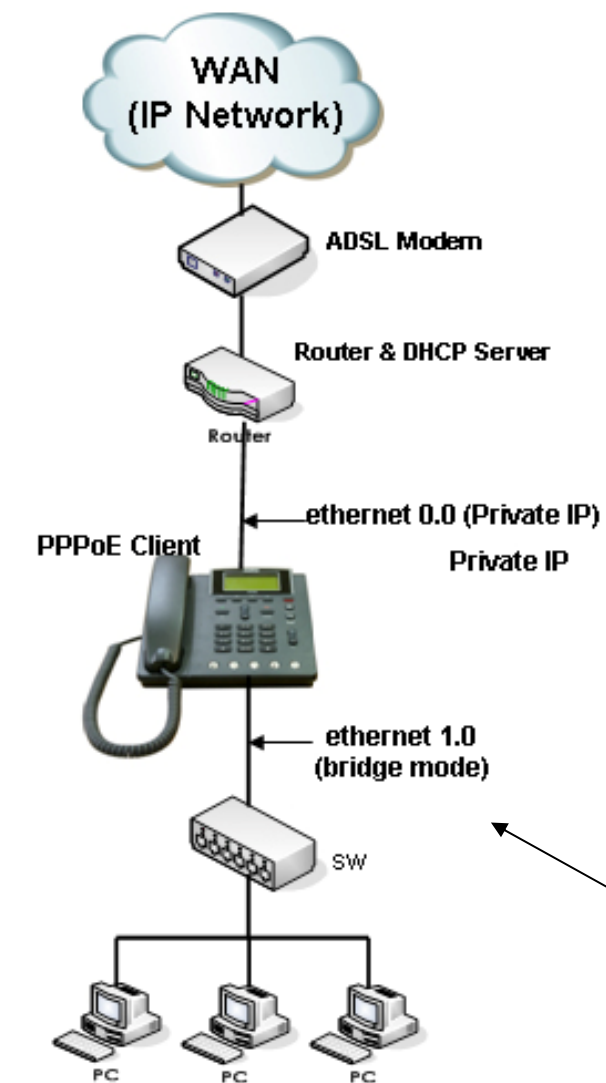 WAN
(IP Network)
ADSL Modem
Router & DHCP Server
Router
ethernet 0.0 (Private IP)
PPPoE Client
Private IP
ethernet 1.0
(bridge mode)
SW
PC
PC
PC